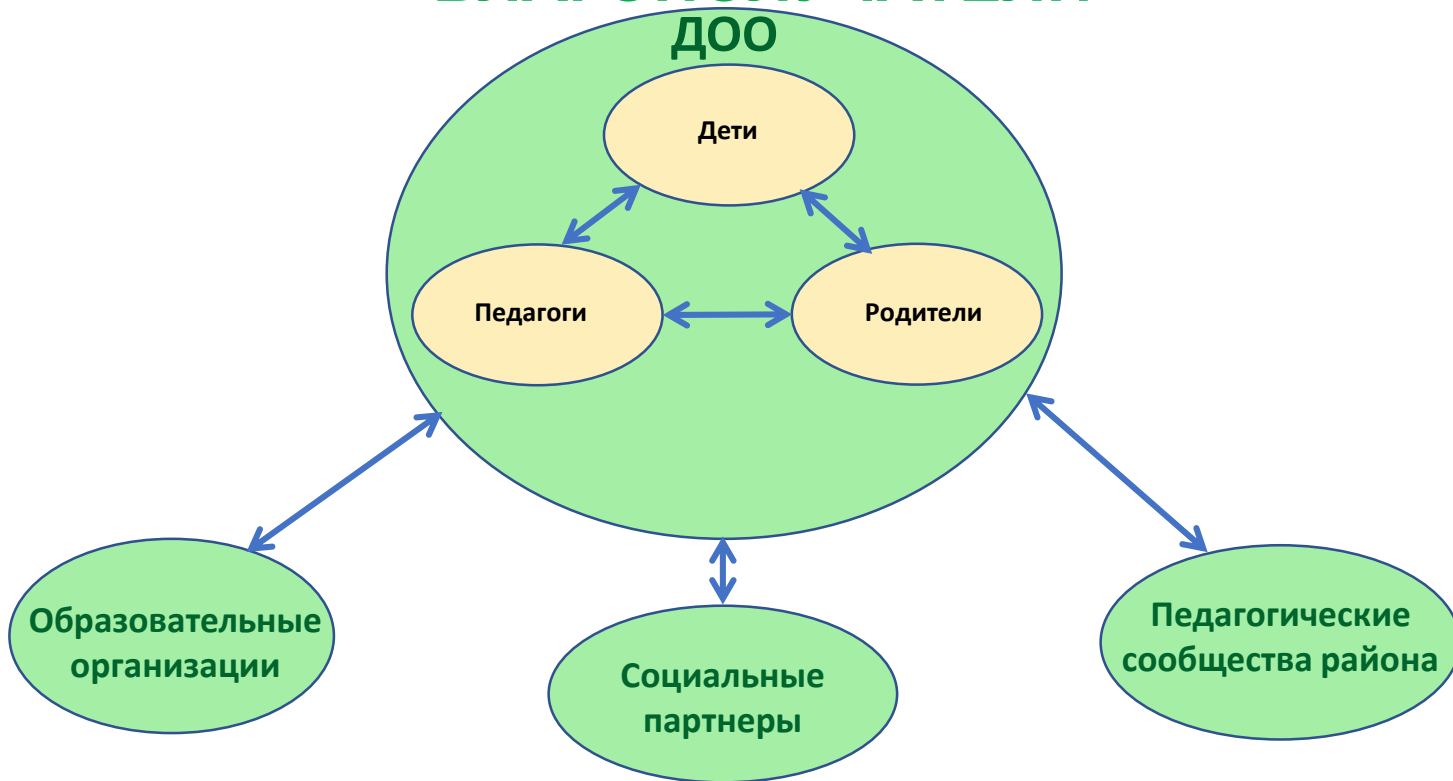 ДОО
Дети
Педагоги
Родители
Образовательные
организации
Социальные
партнеры
Педагогические
сообщества района